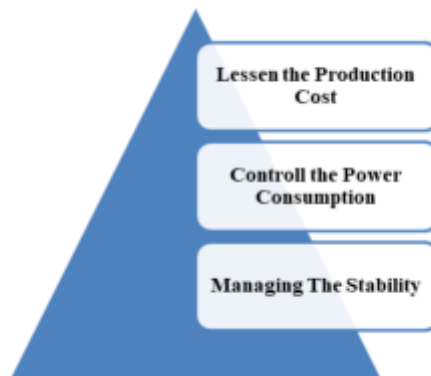 Lessen the Production
Cost
Controll the Power
Consumption
Managing The Stability